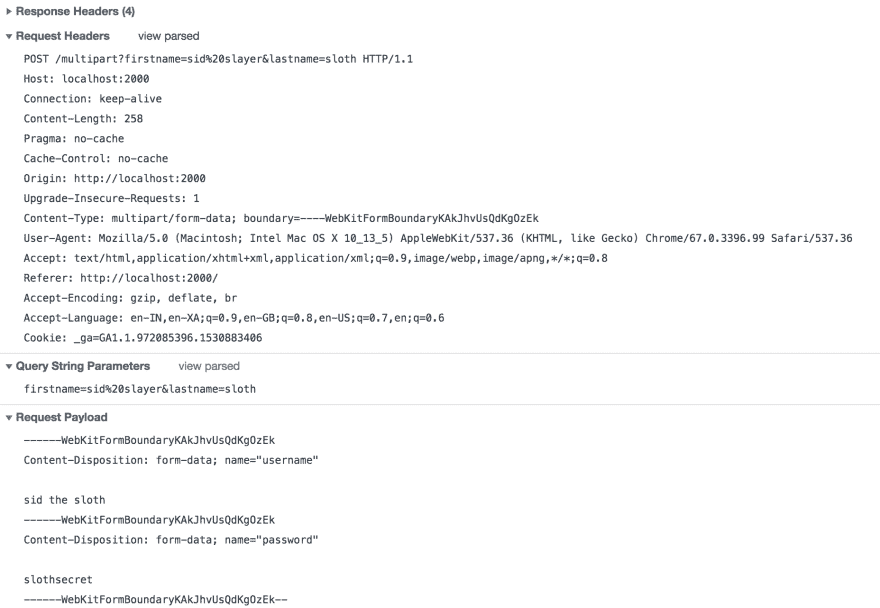 Response Headers (4)
Request Headers view parsed
POST /multipart?firstname=sid%20slayer&lastname=sloth HTTP/1.1
Host: localhost:2000
Connection: keep-alive
Content-Length: 258
Pragma: no-cache
Cache-Control: no-cache
Origin: http://localhost:2000
Upgrade-Insecure-Requests: 1
Content-Type: multipart/form-data; boundary=----WebKitFormBoundaryKAkJhvUsQdKgOzEk
User-Agent: Mozilla/5.0 (Macintosh; Intel Mac OS X 10_13_5) AppleWebKit/537.36 (KHTML, like Gecko) Chrome/67.0.3396.99 Safari/537.36
Accept: text/html,application/xhtml+xml,application/xml;q=0.9,image/webp,image/apng,*/*;q=0.8
Referer: http://localhost:2000/
Accept-Encoding: gzip, deflate, br
Accept-Language: en-IN,en-XA;q=0.9,en-GB;q=0.8,en-US;q=0.7,en;q=0.6
Cookie: _ga=GA1.1.972085396.1530883406
Query String Parameters view parsed
firstname=sid%20slayer&lastname=sloth
Request Payload
------WebKitFormBoundaryKAkJhvUsQdKgOzEk
Content-Disposition: form-data; name="username"
sid the sloth
------WebKitFormBoundaryKAkJhvUsQdKgOzEk
Content-Disposition: form-data; name="password"
slothsecret
------WebKitFormBoundaryKAkJhvUsQdKgOzEk--